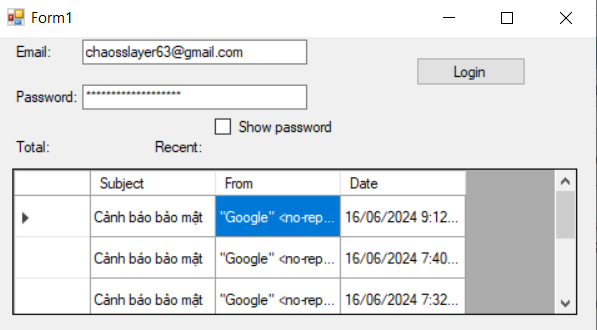 Form1
Email: chaosslayer63@gmail.com
Login
Password: *******************
Show password
Total: Recent:
Subject From Date
Cảnh báo bảo mật "Google" <no-rep... 16/06/2024 9:12...
Cảnh báo bảo mật "Google" <no-rep... 16/06/2024 7:40...
Cảnh báo bảo mật "Google" <no-rep... 16/06/2024 7:32...